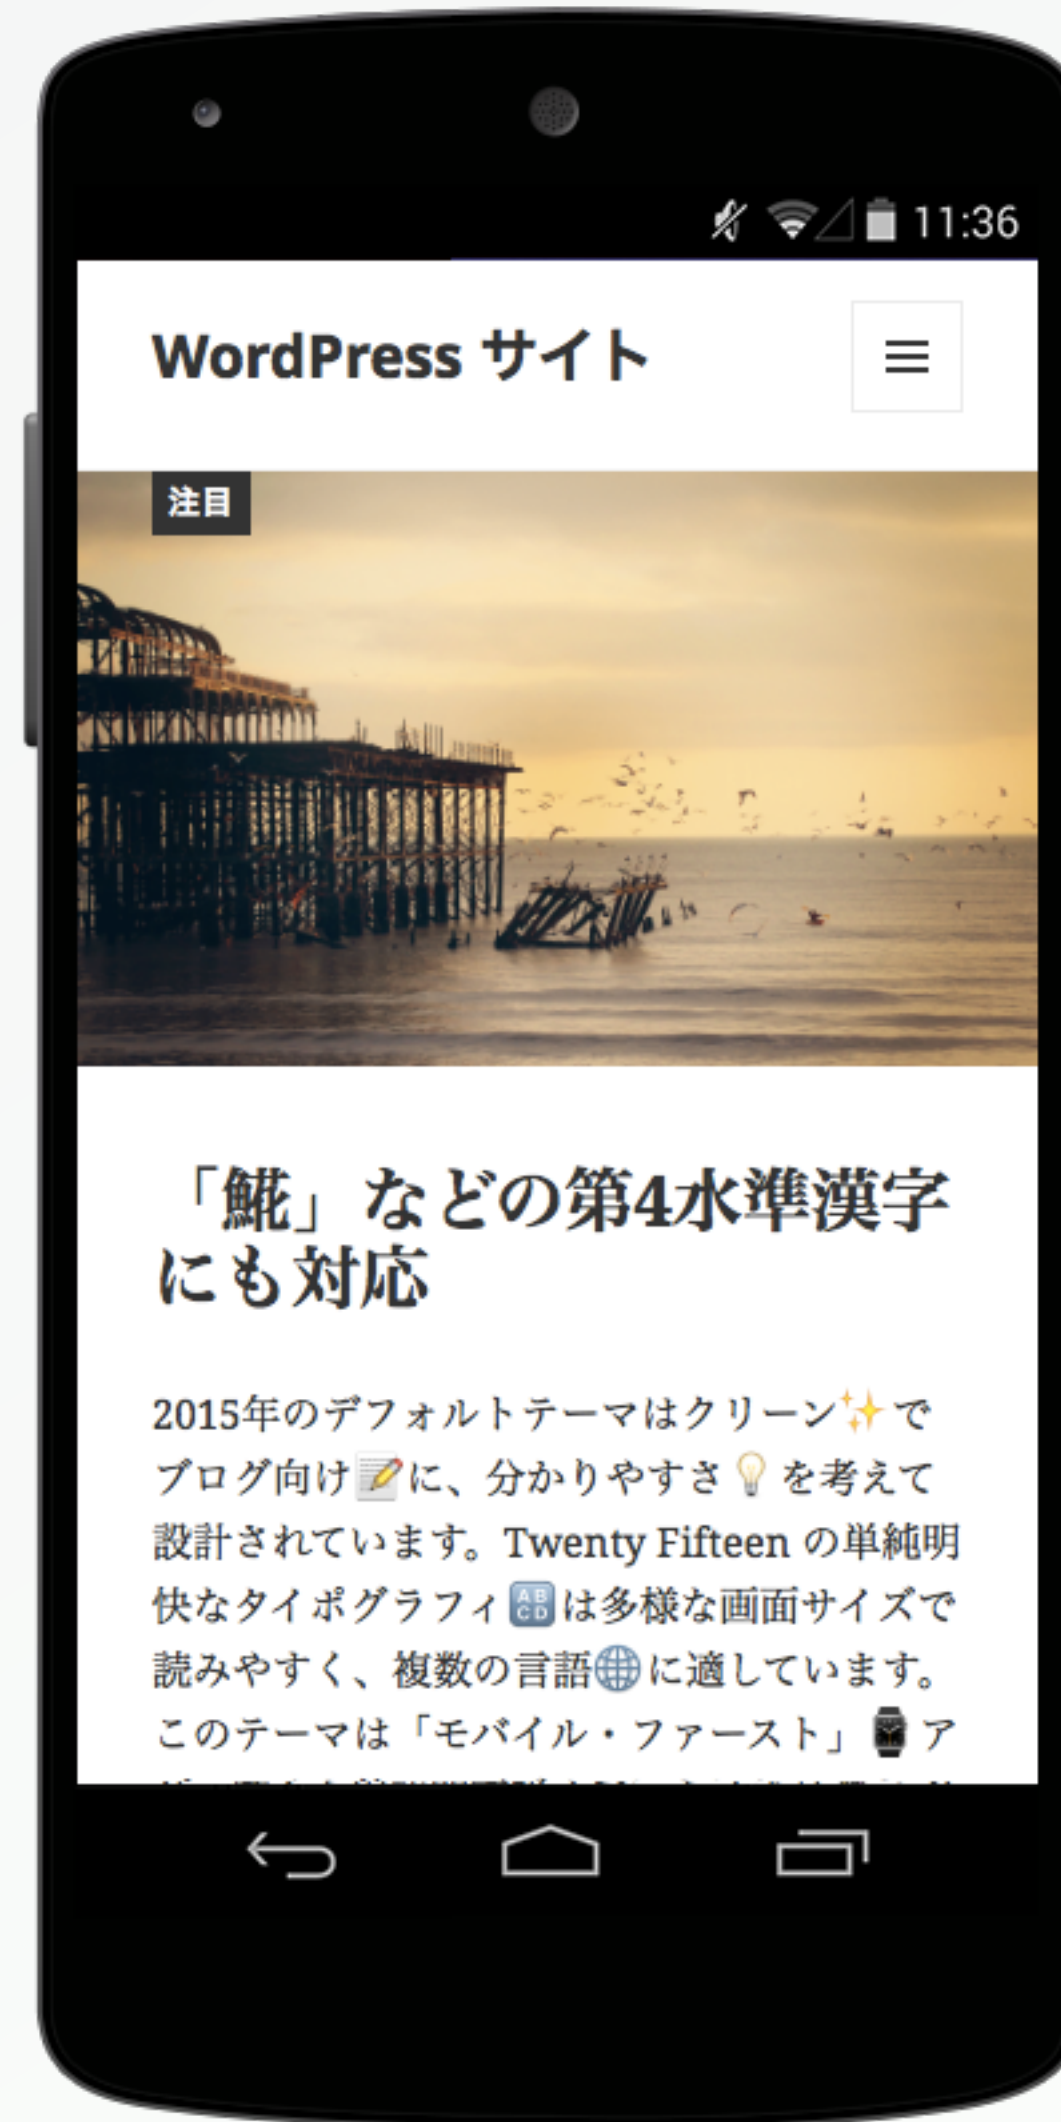 11:36
WordPress サイト
注目
「鯎」などの第4水準漢字
にも対応
2015年のデフォルトテーマはクリーン✨で
ブログ向け📝に、分かりやすさ💡を考えて
設計されています。Twenty Fifteen の単純明
快なタイポグラフィ🔠は多様な画面サイズで
読みやすく、複数の言語🌐に適しています。
このテーマは「モバイル・ファースト」⌚ア